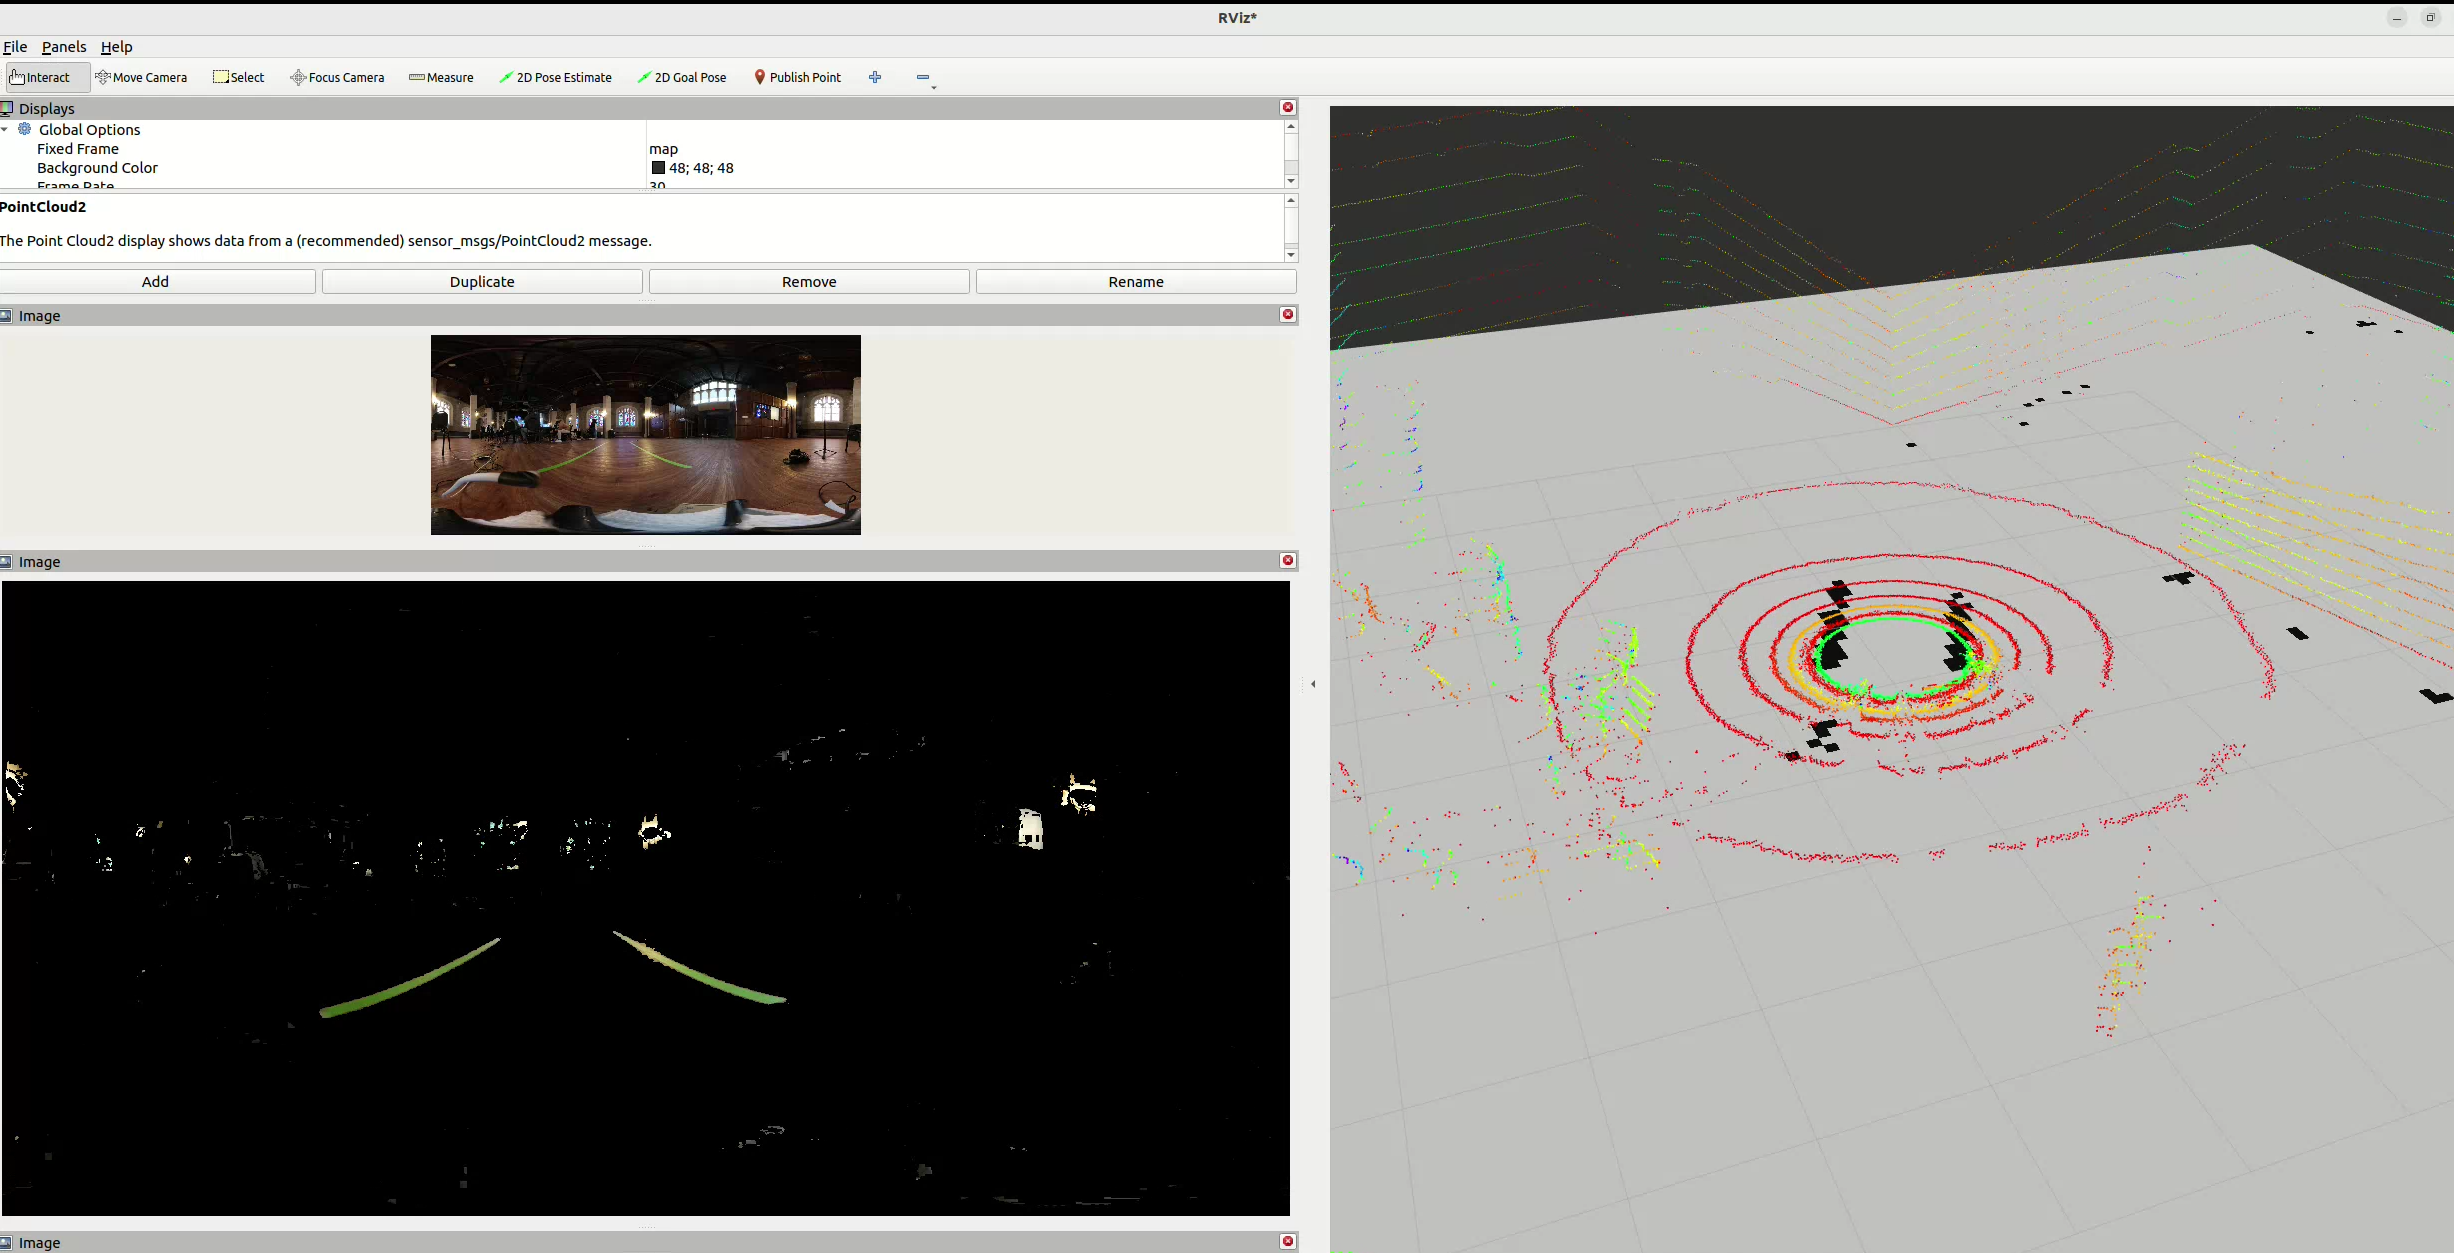 RViz*
File Panels Help
Interact Move Camera Select Focus Camera Measure 2D Pose Estimate 2D Goal Pose Publish Point
Displays
Global Options
Fixed Frame map
Background Color 48; 48; 48
Frame Rate 30
PointCloud2
The Point Cloud2 display shows data from a (recommended) sensor_msgs/PointCloud2 message.
Add Duplicate Remove Rename
Image
Image
Image